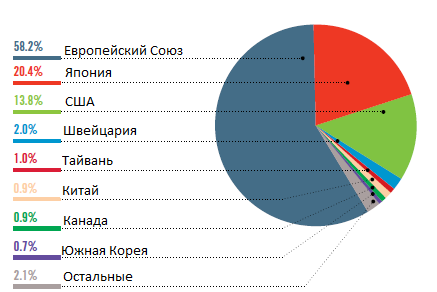 58.2% Европейский Союз
20.4% Япония
13.8% США
2.0% Швейцария
1.0% Тайвань
0.9% Китай
0.9% Канада
0.7% Южная Корея
2.1% Остальные